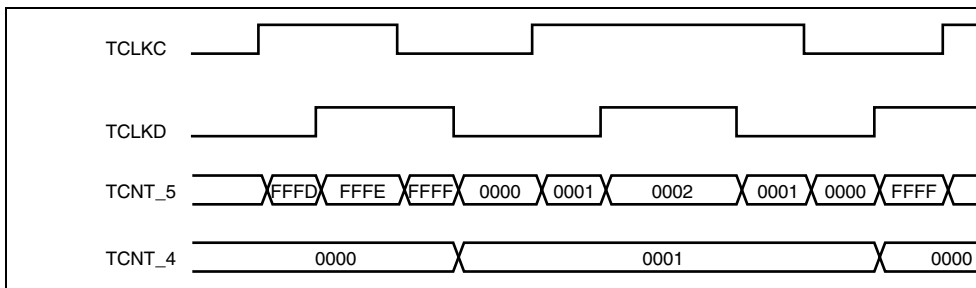 TCLKC
TCLKD
TCNT_5 FFFD FFFE FFFF 0000 0001 0002 0001 0000 FFFF
TCNT_4 0000 0001 0000